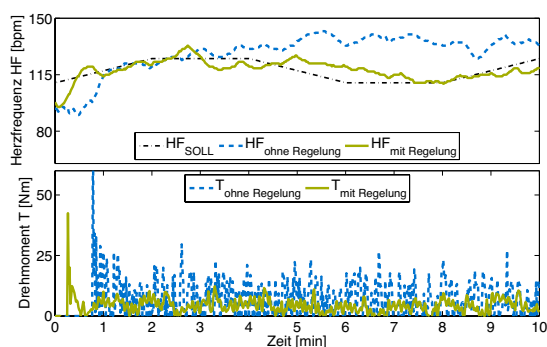 Herzfrequenz HF [bpm]
150
115
80
HF_SOLL HF_ohne Regelung HF_mit Regelung
Drehmoment T [Nm]
50
25
0
T_ohne Regelung T_mit Regelung
0 1 2 3 4 5 6 7 8 9 10
Zeit [min]